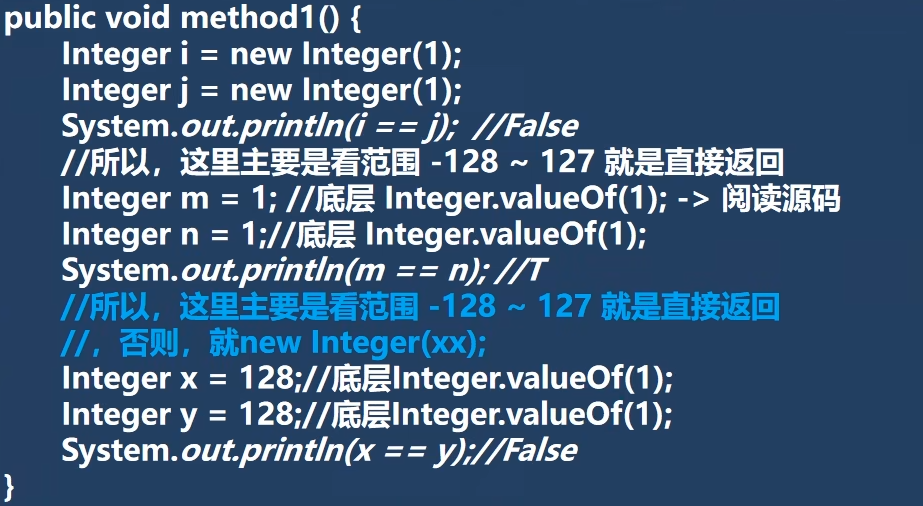 public void method1() {
Integer i = new Integer(1);
Integer j = new Integer(1);
System.out.println(i == j); //False
//所以，这里主要是看范围 -128 ~ 127 就是直接返回
Integer m = 1; //底层 Integer.valueOf(1); -> 阅读源码
Integer n = 1;//底层 Integer.valueOf(1);
System.out.println(m == n); //T
//所以，这里主要是看范围 -128 ~ 127 就是直接返回
//，否则，就new Integer(xx);
Integer x = 128;//底层Integer.valueOf(1);
Integer y = 128;//底层Integer.valueOf(1);
System.out.println(x == y);//False
}